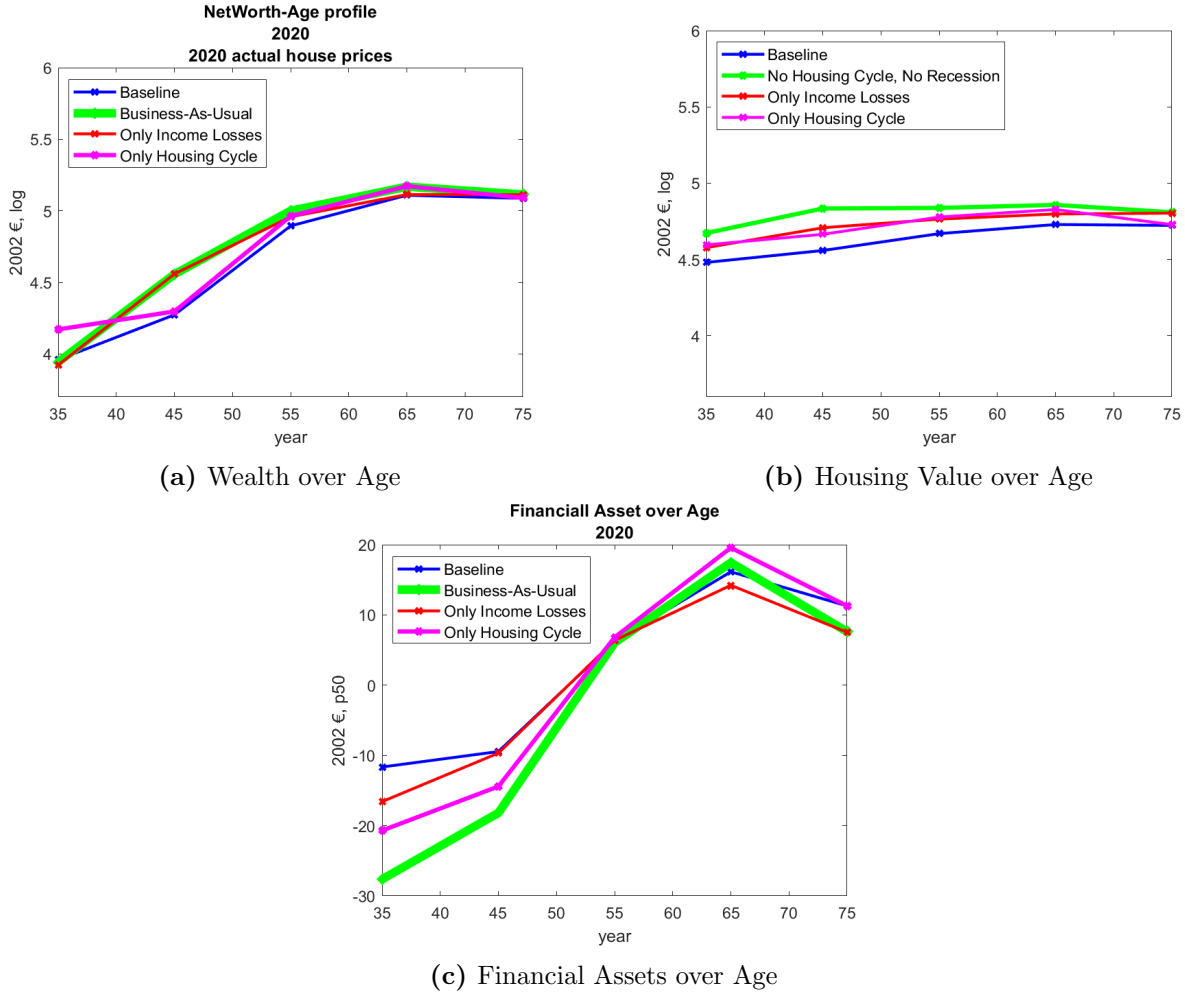 NetWorth-Age profile
2020
2020 actual house prices
6
5.5
5
4.5
4
2002 €, log
Baseline
Business-As-Usual
Only Income Losses
Only Housing Cycle
35 40 45 50 55 60 65 70 75
year
(a) Wealth over Age
6
5.5
5
4.5
4
2002 €, log
Baseline
No Housing Cycle, No Recession
Only Income Losses
Only Housing Cycle
35 40 45 50 55 60 65 70 75
year
(b) Housing Value over Age
Financiall Asset over Age
2020
20
10
0
-10
-20
-30
2002 €, p50
Baseline
Business-As-Usual
Only Income Losses
Only Housing Cycle
35 40 45 50 55 60 65 70 75
year
(c) Financial Assets over Age